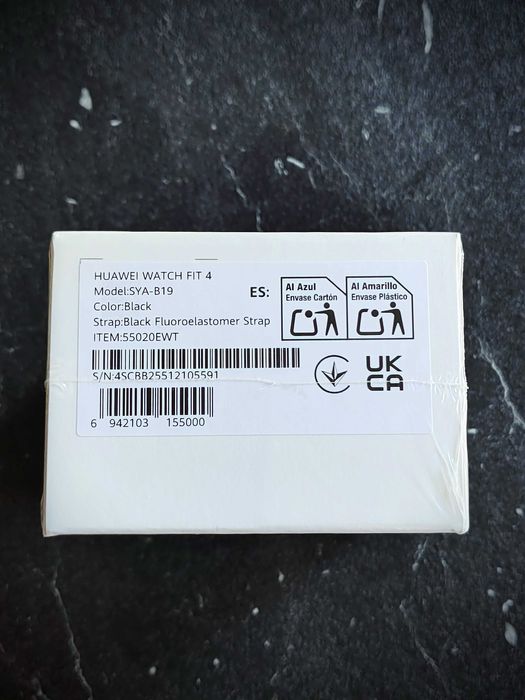 HUAWEI WATCH FIT 4
Model:SYA-B19
Color:Black
Strap:Black Fluoroelastomer Strap
ITEM:55020EWT
S/N:4SCBB25512105591
6 942103 155000
ES:
Al Azul
Envase Cartón
Al Amarillo
Envase Plástico
UK
CA